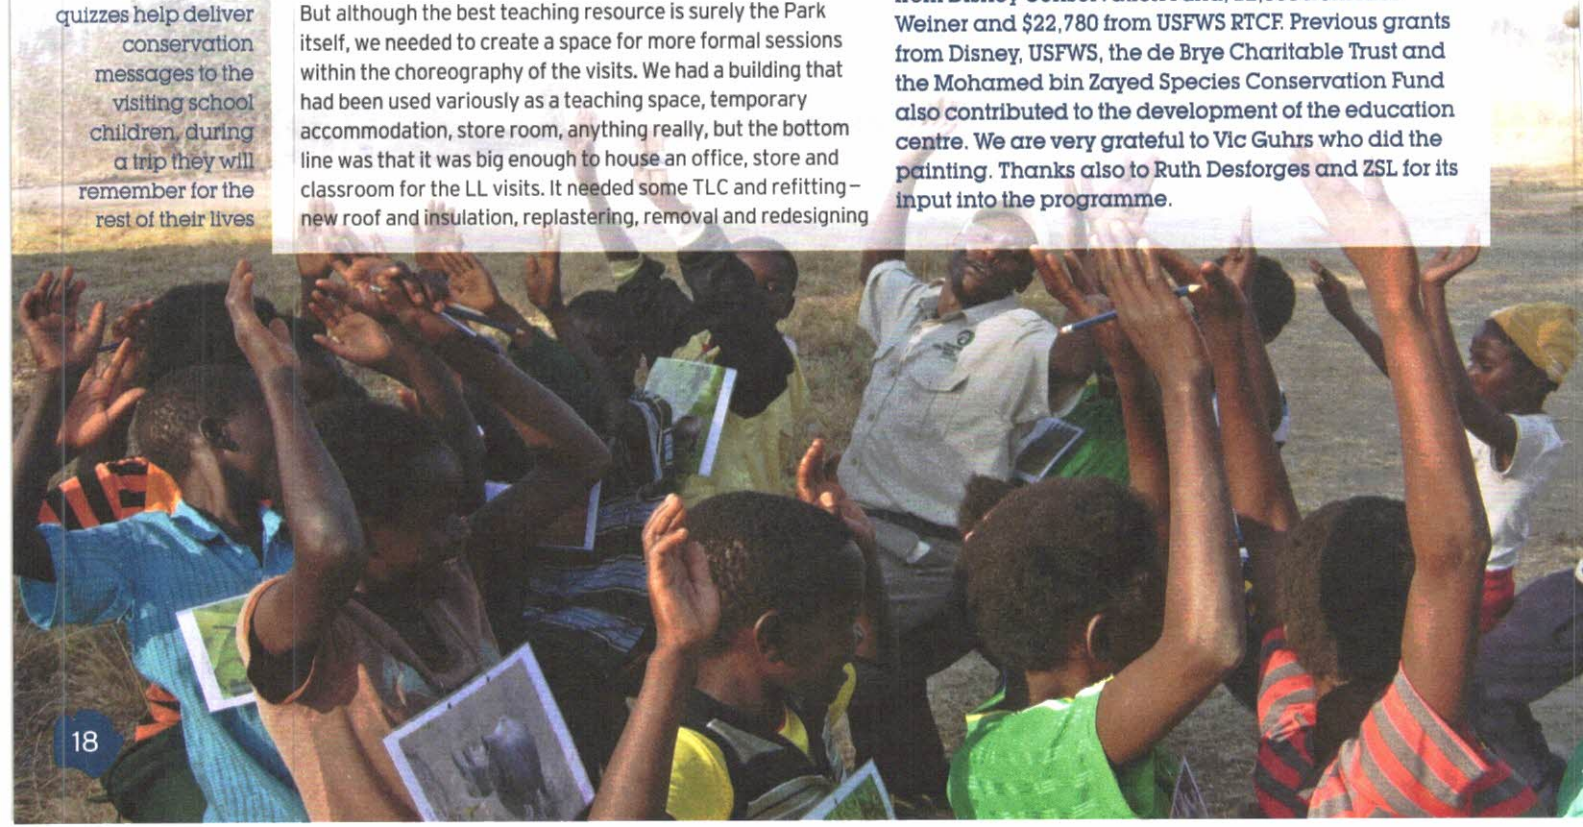 quizzes help deliver
conservation
messages to the
visiting school
children, during
a trip they will
remember for the
rest of their lives
But although the best teaching resource is surely the Park
itself, we needed to create a space for more formal sessions
within the choreography of the visits. We had a building that
had been used variously as a teaching space, temporary
accommodation, store room, anything really, but the bottom
line was that it was big enough to house an office, store and
classroom for the LL visits. It needed some TLC and refitting –
new roof and insulation, replastering, removal and redesigning
from Disney Conservation Fund,
Weiner and $22,780 from USFWS RTCF. Previous grants
from Disney, USFWS, the de Brye Charitable Trust and
the Mohamed bin Zayed Species Conservation Fund
also contributed to the development of the education
centre. We are very grateful to Vic Guhrs who did the
painting. Thanks also to Ruth Desforges and ZSL for its
input into the programme.
18